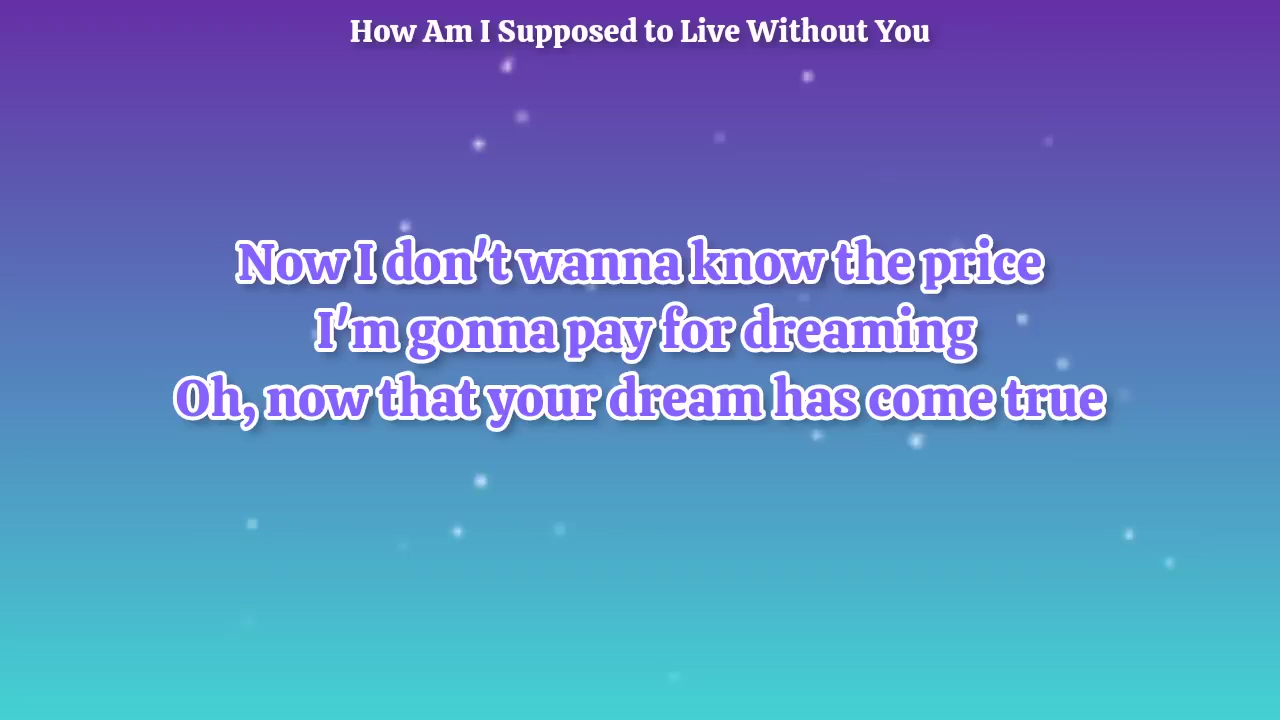 How Am I Supposed to Live Without You
Now I don't wanna know the price
I'm gonna pay for dreaming
Oh, now that your dream has come true